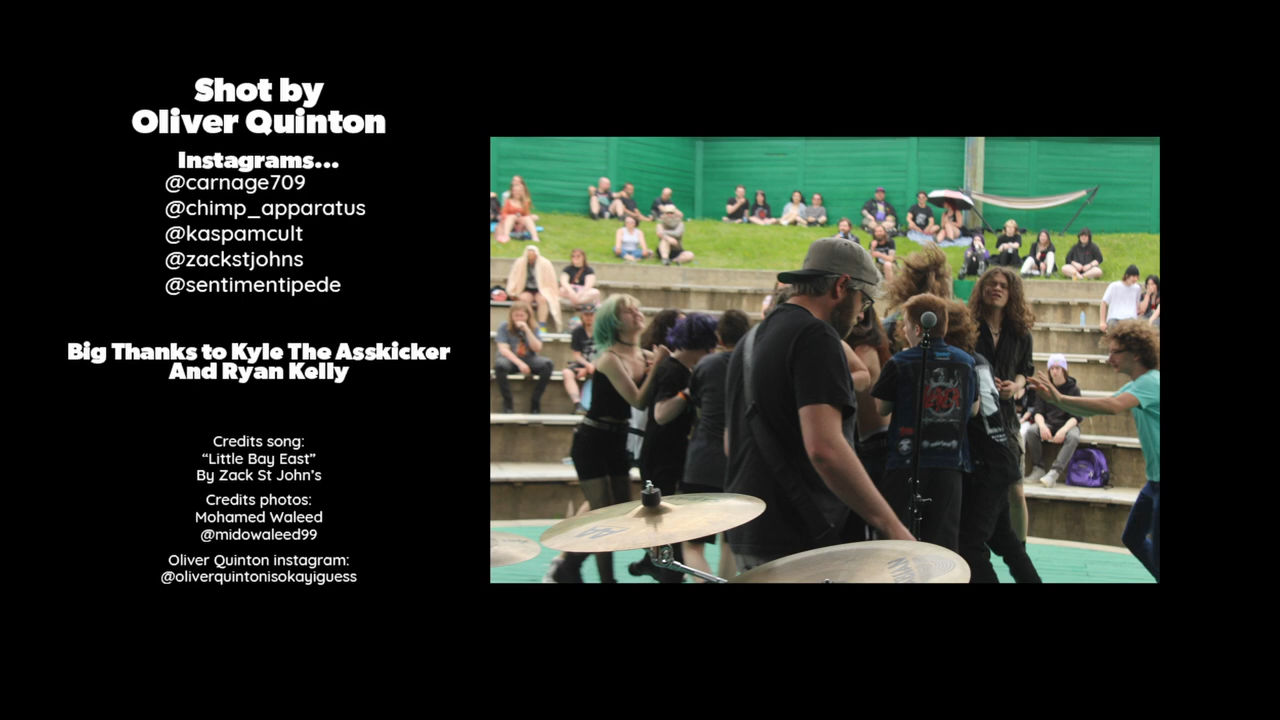 Shot by
Oliver Quinton
Instagrams...
@carnage709
@chimp_apparatus
@kaspamcult
@zackstjohns
@sentimentipede
Big Thanks to Kyle The Asskicker
And Ryan Kelly
Credits song:
“Little Bay East”
By Zack St John’s
Credits photos:
Mohamed Waleed
@midowaleed99
Oliver Quinton instagram:
@oliverquintonisokayiguess
SLAYER